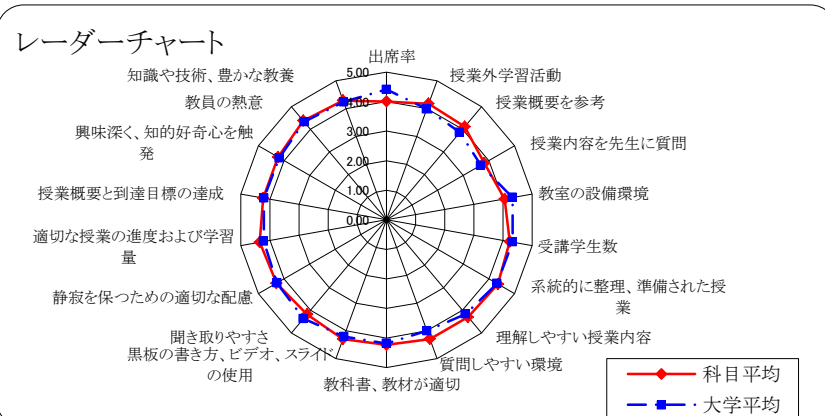 レーダーチャート
出席率
授業外学習活動
授業概要を参考
授業内容を先生に質問
教室の設備環境
受講学生数
系統的に整理、準備された授
業
理解しやすい授業内容
質問しやすい環境
教科書、教材が適切
黒板の書き方、ビデオ、スライド
の使用
聞き取りやすさ
静寂を保つための適切な配慮
適切な授業の進度および学習
量
授業概要と到達目標の達成
興味深く、知的好奇心を触
発
教員の熱意
知識や技術、豊かな教養
5.00
4.00
3.00
2.00
1.00
0.00
科目平均
大学平均